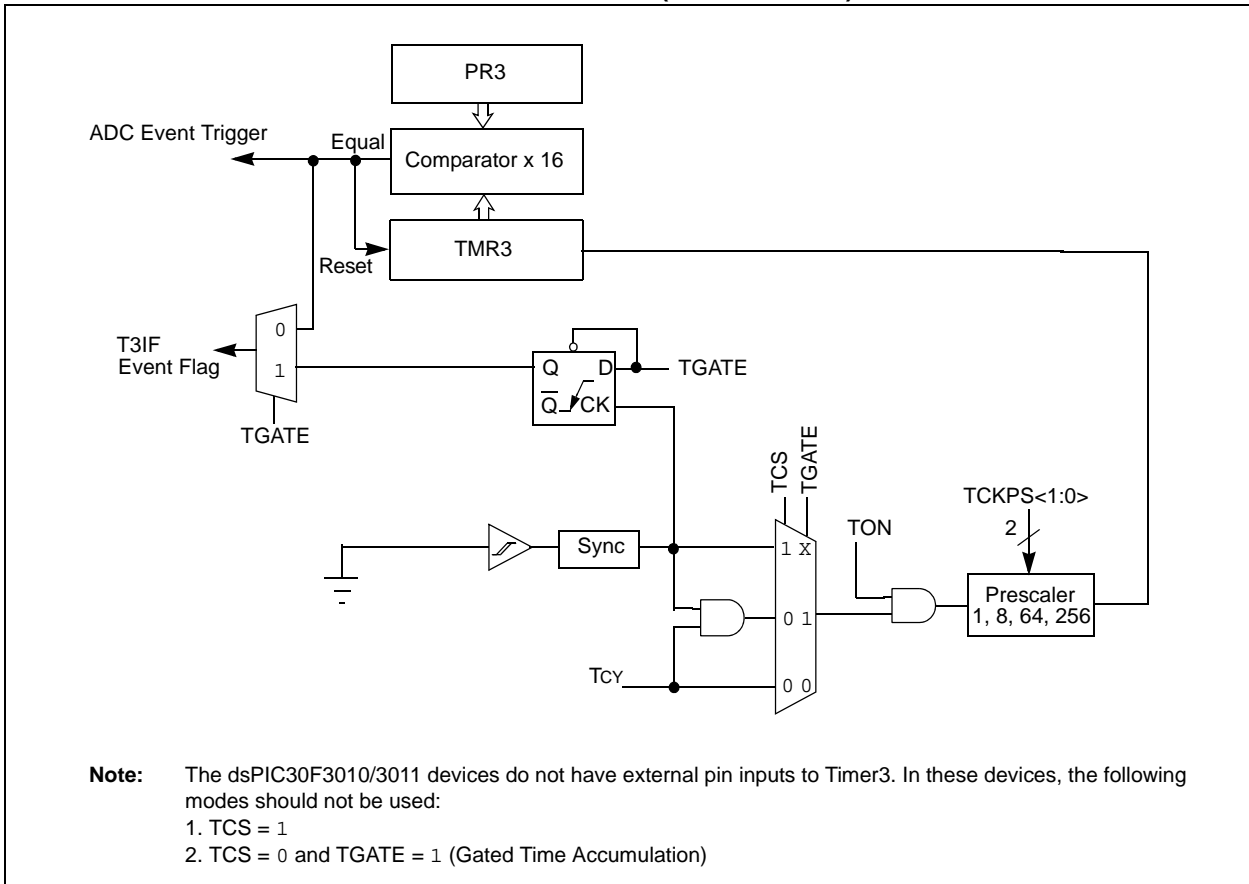 PR3
ADC Event Trigger
Equal
Comparator x 16
TMR3
Reset
0
T3IF
Event Flag
1
Q
D
TGATE
Q
CK
TGATE
TCS
TGATE
TCKPS<1:0>
2
TON
Sync
1 X
Prescaler
1, 8, 64, 256
0 1
TCY
0 0
Note: The dsPIC30F3010/3011 devices do not have external pin inputs to Timer3. In these devices, the following
modes should not be used:
1. TCS = 1
2. TCS = 0 and TGATE = 1 (Gated Time Accumulation)